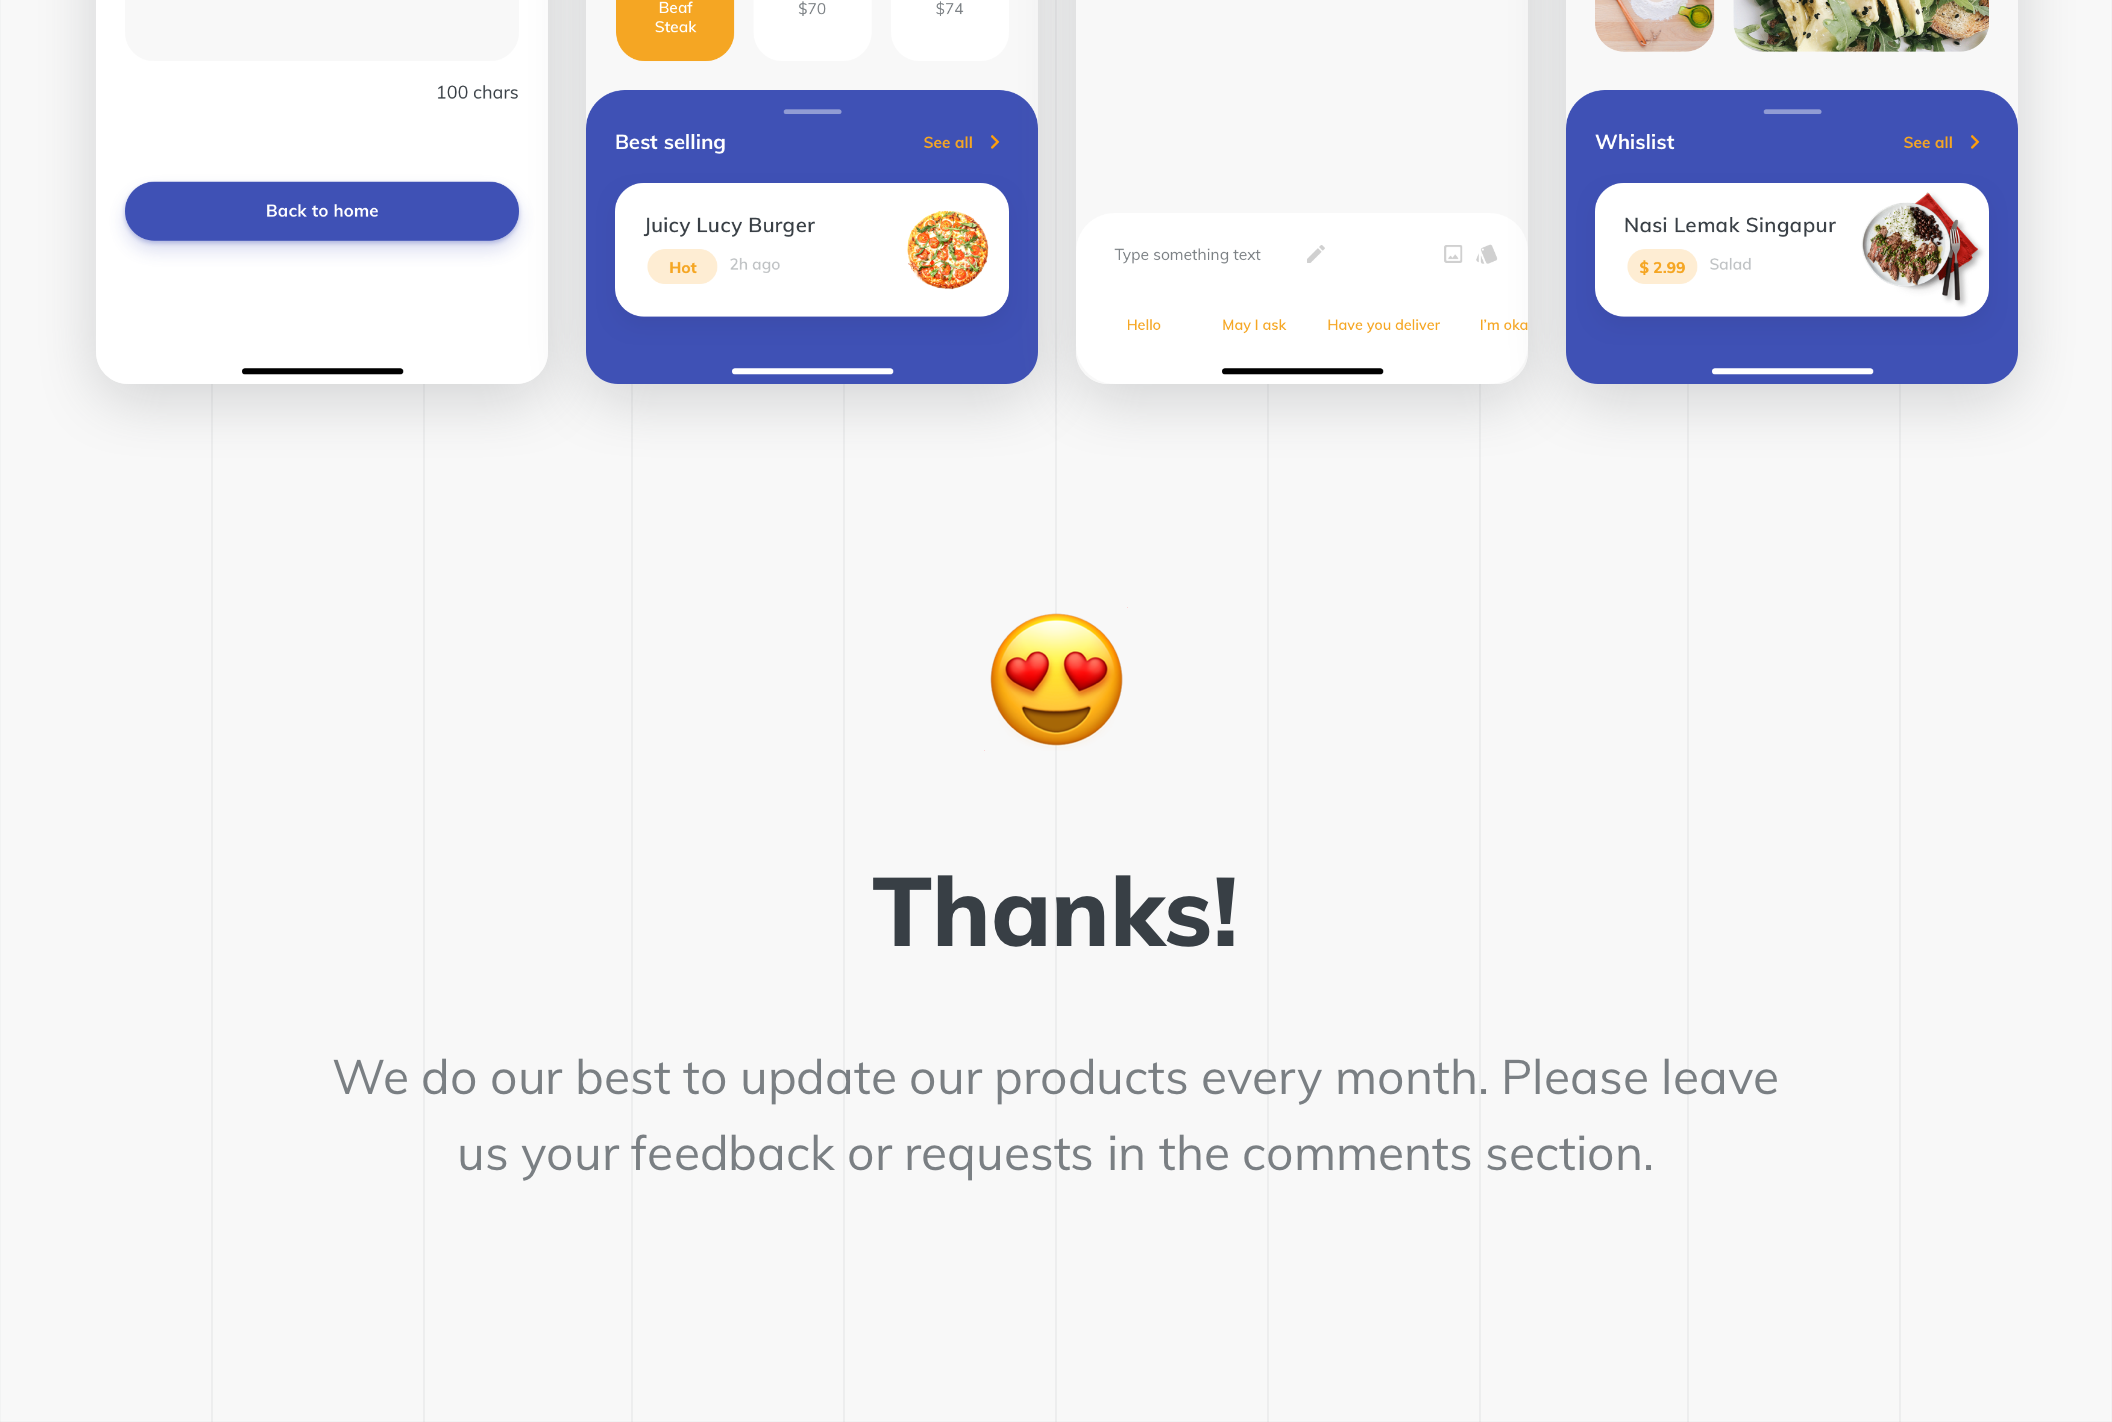 100 chars
Back to home
Beaf
Steak
$70
$74
Best selling
See all
Juicy Lucy Burger
Hot
2h ago
Type something text
Hello
May I ask
Have you deliver
I'm oka
Whislist
See all
Nasi Lemak Singapur
$ 2.99
Salad
Thanks!
We do our best to update our products every month. Please leave
us your feedback or requests in the comments section.